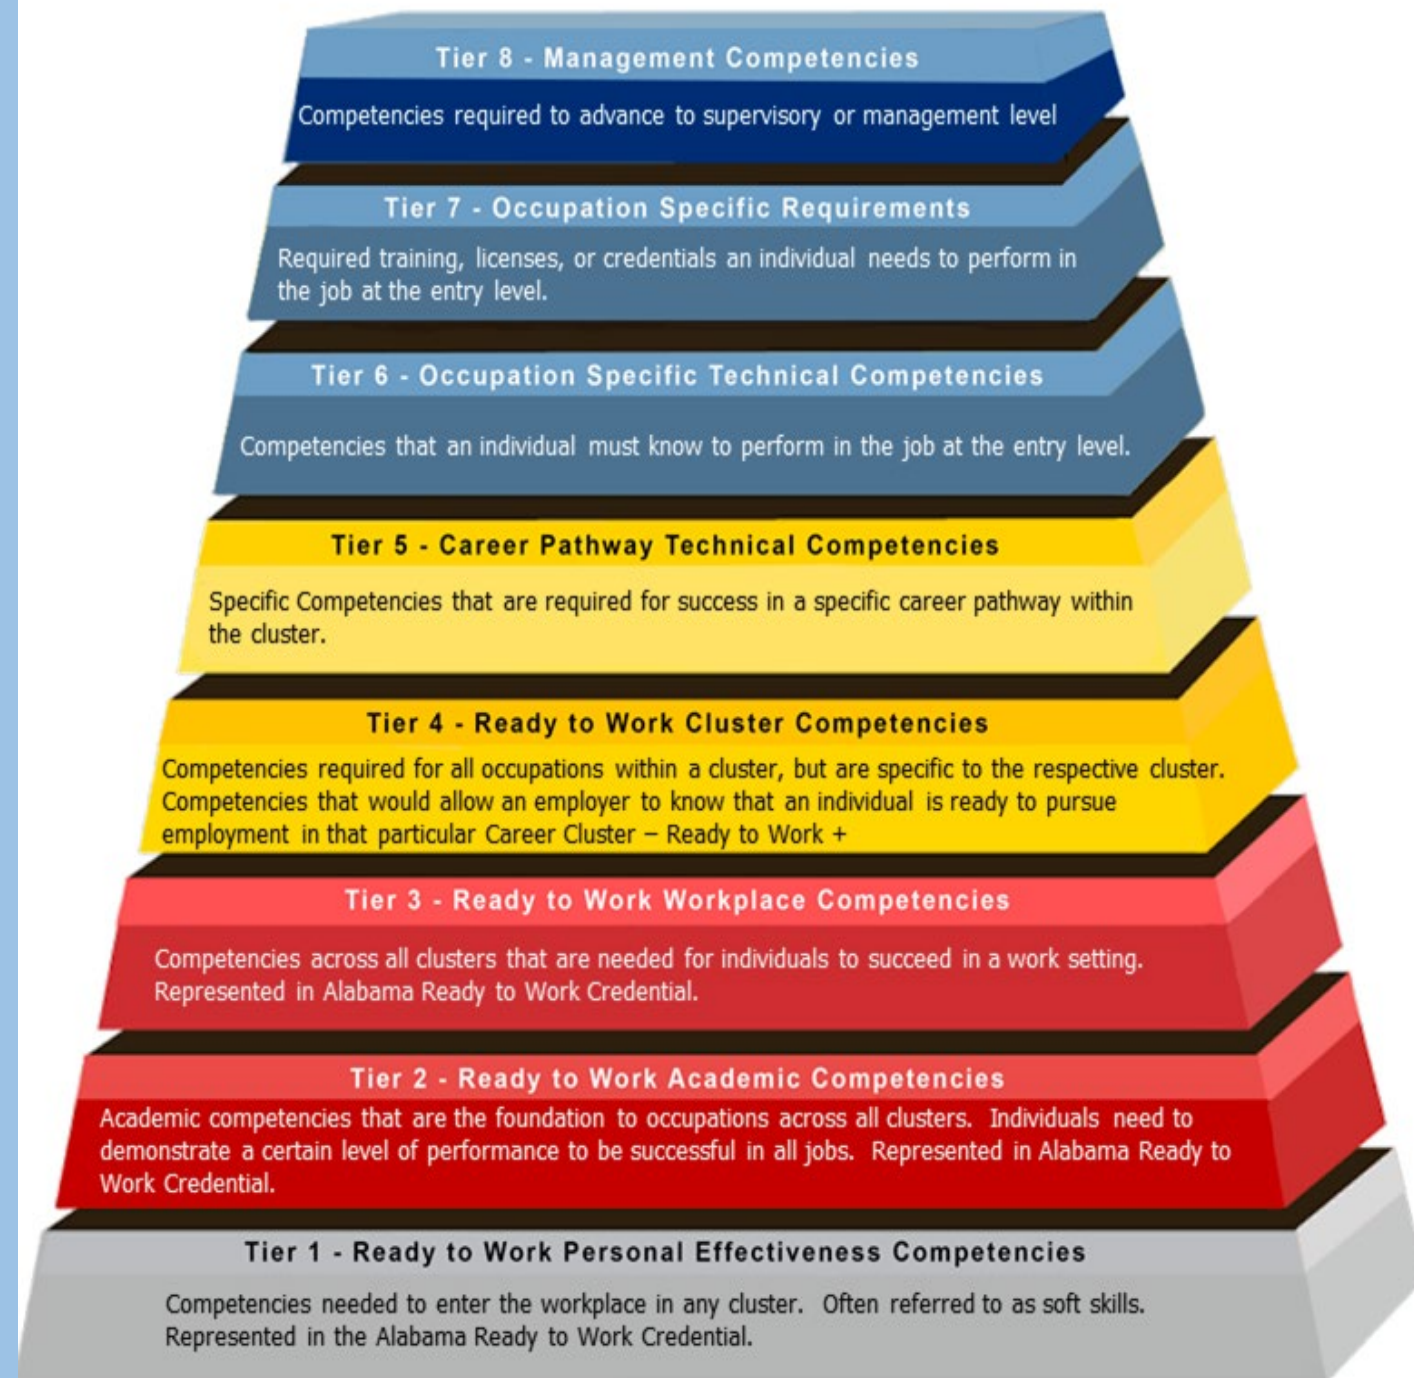 Tier 8 - Management Competencies
Competencies required to advance to supervisory or management level
Tier 7 - Occupation Specific Requirements
Required training, licenses, or credentials an individual needs to perform in
the job at the entry level.
Tier 6 - Occupation Specific Technical Competencies
Competencies that an individual must know to perform in the job at the entry level.
Tier 5 - Career Pathway Technical Competencies
Specific Competencies that are required for success in a specific career pathway within
the cluster.
Tier 4 - Ready to Work Cluster Competencies
Competencies required for all occupations within a cluster, but are specific to the respective cluster.
Competencies that would allow an employer to know that an individual is ready to pursue
employment in that particular Career Cluster – Ready to Work +
Tier 3 - Ready to Work Workplace Competencies
Competencies across all clusters that are needed for individuals to succeed in a work setting.
Represented in Alabama Ready to Work Credential.
Tier 2 - Ready to Work Academic Competencies
Academic competencies that are the foundation to occupations across all clusters. Individuals need to
demonstrate a certain level of performance to be successful in all jobs. Represented in Alabama Ready to
Work Credential.
Tier 1 - Ready to Work Personal Effectiveness Competencies
Competencies needed to enter the workplace in any cluster. Often referred to as soft skills.
Represented in the Alabama Ready to Work Credential.